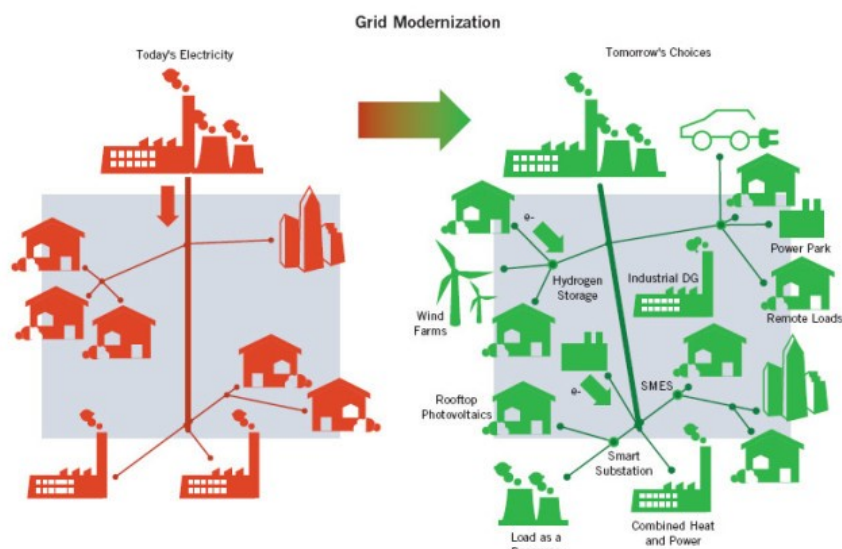 Grid Modernization
Today's Electricity
Tomorrow's Choices
e-
Power Park
Hydrogen
Storage
Industrial DG
Wind
Farms
Remote Loads
SMES
e-
Rooftop
Photovoltaics
Smart
Substation
Load as a
Combined Heat
and Power